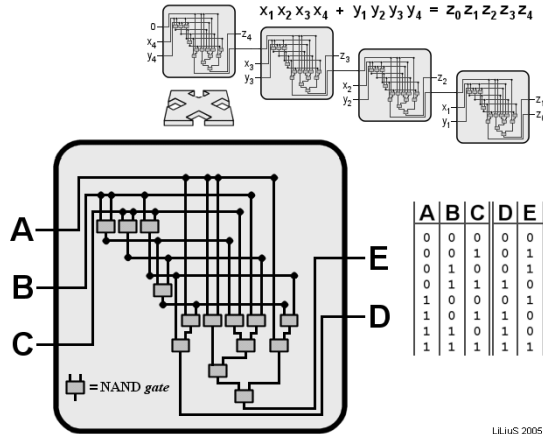 x₁ x₂ x₃ x₄ + y₁ y₂ y₃ y₄ = z₀ z₁ z₂ z₃ z₄
0
x₄
y₄
z₄
x₃
y₃
z₃
x₂
y₂
z₂
x₁
y₁
A
B
C
E
D
= NAND gate
A B C D E
0 0 0 0 0
0 0 1 0 1
0 1 0 0 1
0 1 1 1 0
1 0 0 0 1
1 0 1 1 0
1 1 0 1 0
1 1 1 1 1
LiLjuS 2005